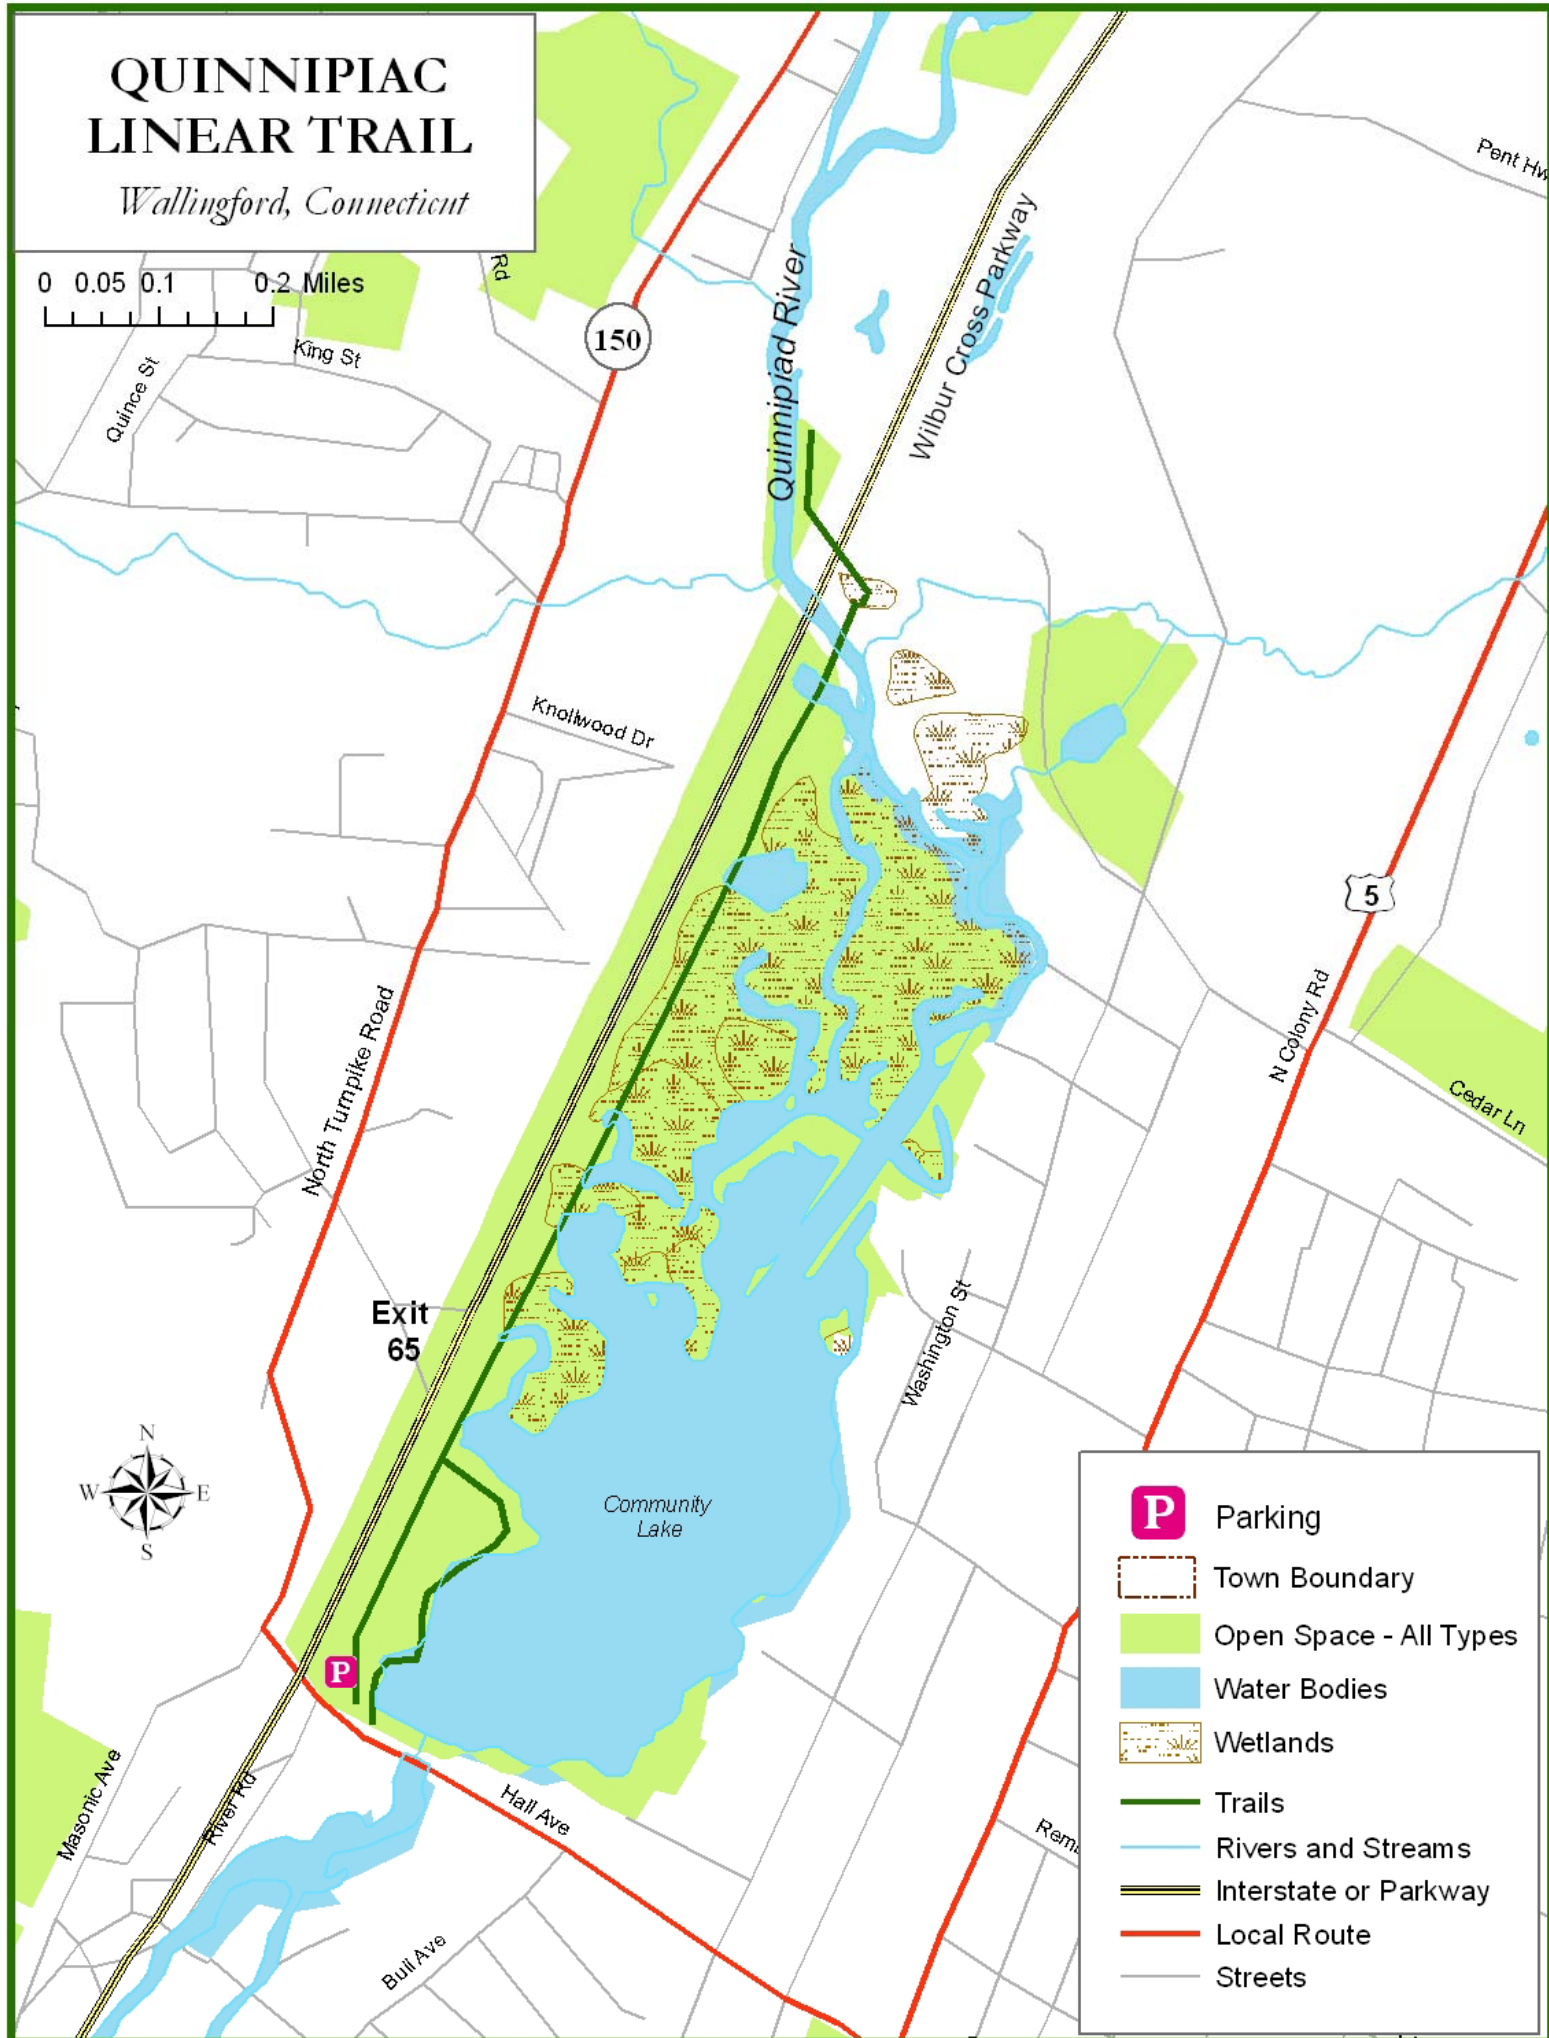 QUINNIPIAC
LINEAR TRAIL
Wallingford, Connecticut
0 0.05 0.1 0.2 Miles
Rd
150
Pent
King St
Quince St
Quinnipiad River
Wilbur Cross Parkway
Knollwood Dr
5
North Turnpike Road
N Colony Rd
Cedar Ln
Exit
65
Washington St
N
W E
S
Community
Lake
P
Masonic Ave
River Rd
Hall Ave
Bull Ave
P Parking
Town Boundary
Open Space - All Types
Water Bodies
Wetlands
Trails
Rivers and Streams
Interstate or Parkway
Local Route
Streets